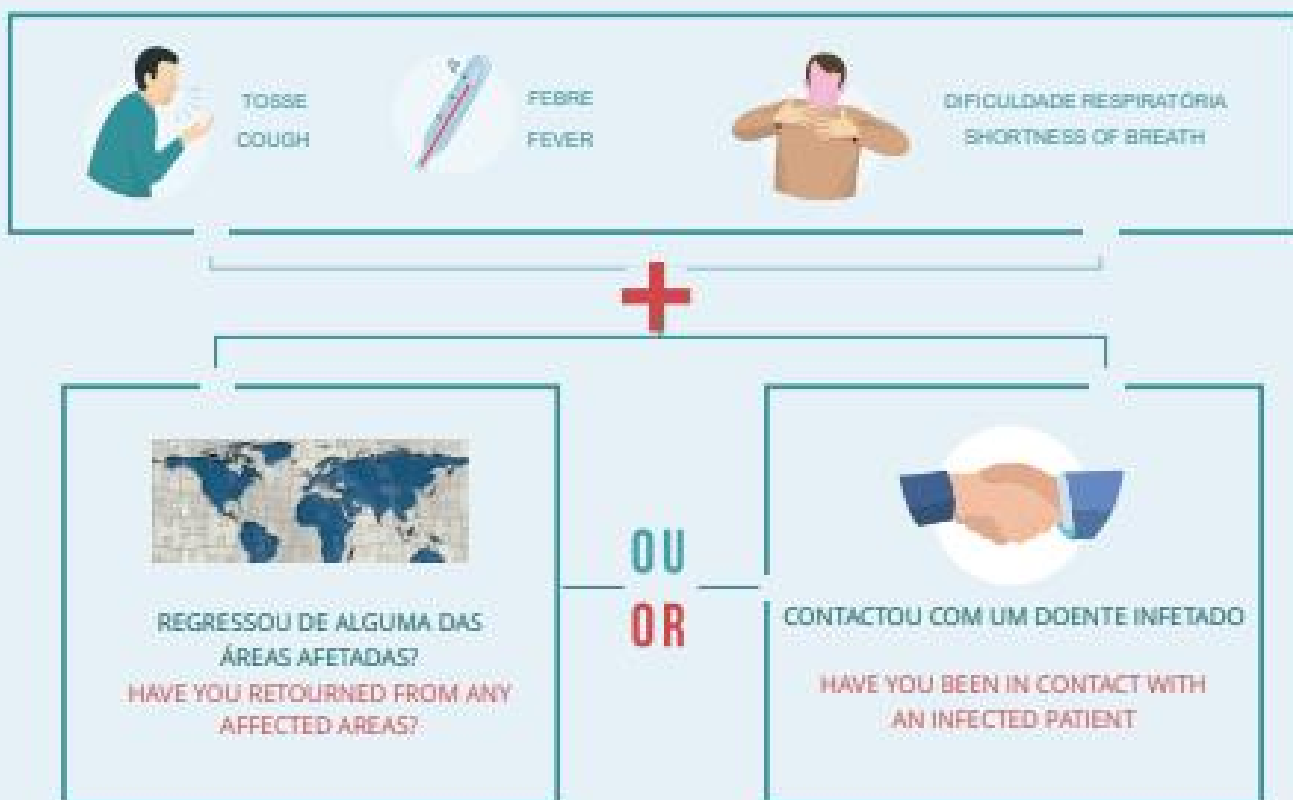 TOSSE
COUGH
FEBRE
FEVER
DIFICULDADE RESPIRATÓRIA
SHORTNESS OF BREATH
REGRESSOU DE ALGUMA DAS
ÁREAS AFETADAS?
HAVE YOU RETOURNED FROM ANY
AFFECTED AREAS?
OU
OR
CONTACTOU COM UM DOENTE INFETADO
HAVE YOU BEEN IN CONTACT WITH
AN INFECTED PATIENT